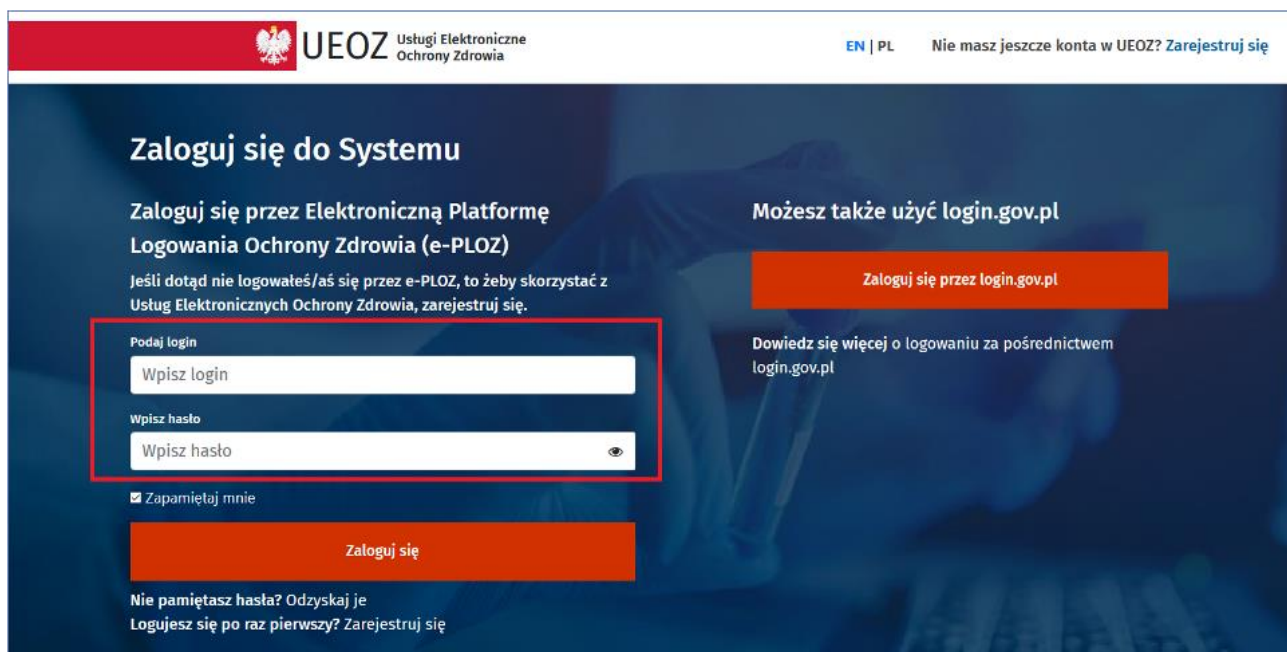 UEOZ Usługi Elektroniczne
Ochrony Zdrowia
EN | PL Nie masz jeszcze konta w UEOZ? Zarejestruj się
Zaloguj się do Systemu
Zaloguj się przez Elektroniczną Platformę
Logowania Ochrony Zdrowia (e-PLOZ)
Jeśli dotąd nie logowałeś/aś się przez e-PLOZ, to żeby skorzystać z
Usług Elektronicznych Ochrony Zdrowia, zarejestruj się.
Podaj login
Wpisz login
Wpisz hasło
Wpisz hasło
Zapamiętaj mnie
Zaloguj się
Nie pamiętasz hasła? Odzyskaj je
Logujesz się po raz pierwszy? Zarejestruj się
Możesz także użyć login.gov.pl
Zaloguj się przez login.gov.pl
Dowiedz się więcej o logowaniu za pośrednictwem
login.gov.pl